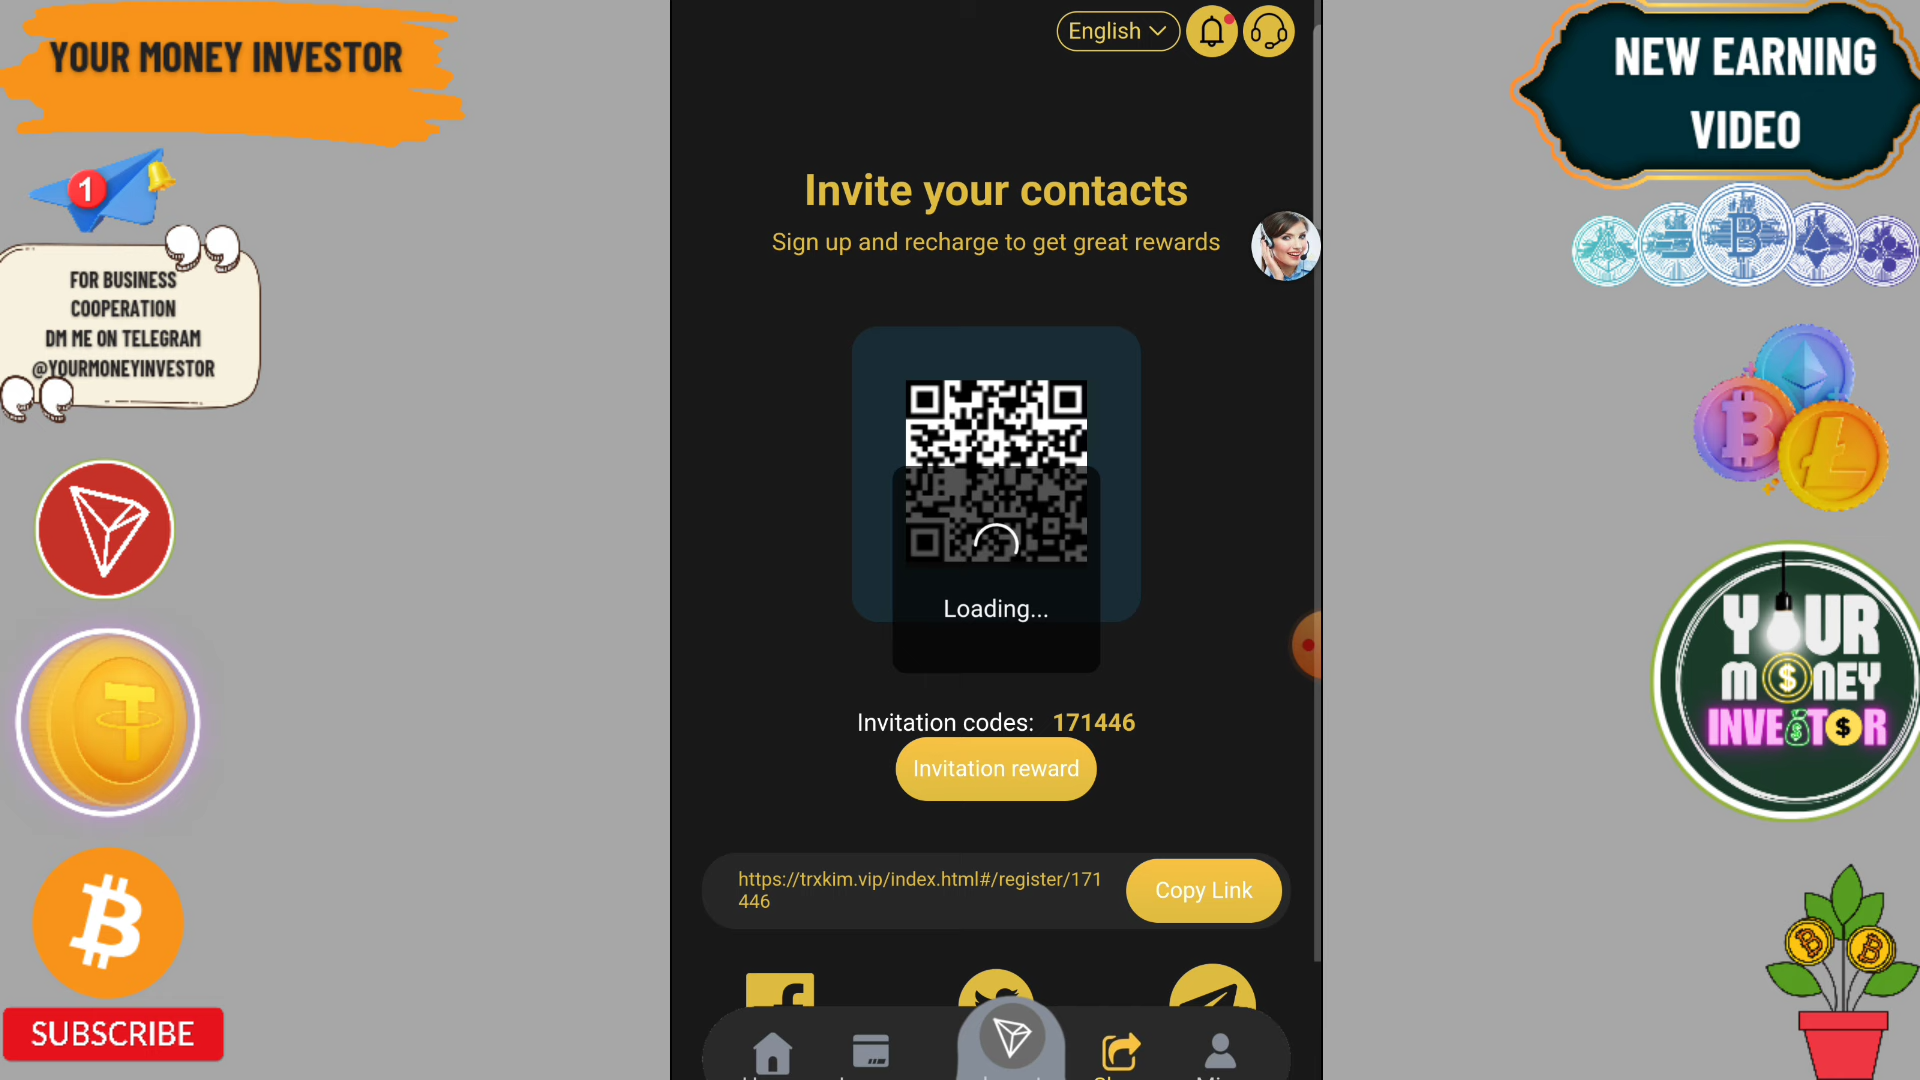 YOUR MONEY INVESTOR
1
FOR BUSINESS
COOPERATION
DM ME ON TELEGRAM
@YOURMONEYINVESTOR
SUBSCRIBE
English
Invite your contacts
Sign up and recharge to get great rewards
Loading...
Invitation codes: 171446
Invitation reward
https://trxkim.vip/index.html#/register/171
446
Copy Link
NEW EARNING
VIDEO
YOUR
MONEY
INVESTOR